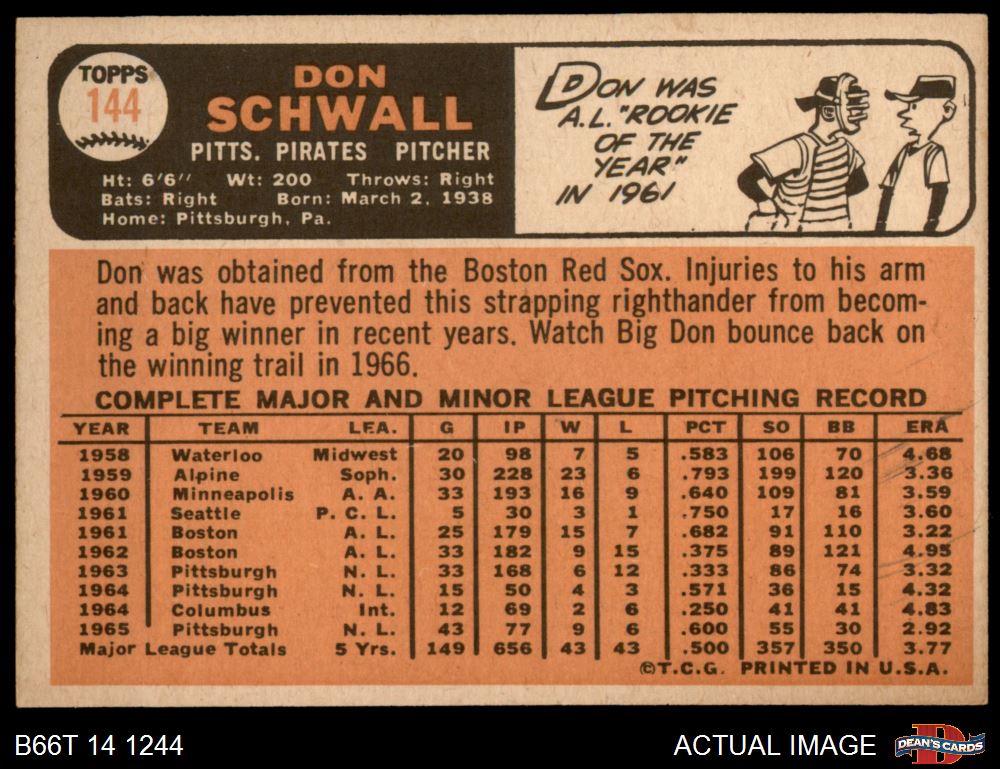 TOPPS
144
DON
SCHWALL
PITTS. PIRATES PITCHER
Ht: 6'6'' Wt: 200 Throws: Right
Bats: Right Born: March 2, 1938
Home: Pittsburgh, Pa.
DON WAS
A.L. "ROOKIE
OF THE
YEAR"
IN 1961
Don was obtained from the Boston Red Sox. Injuries to his arm
and back have prevented this strapping righthander from becom-
ing a big winner in recent years. Watch Big Don bounce back on
the winning trail in 1966.
COMPLETE MAJOR AND MINOR LEAGUE PITCHING RECORD
YEAR TEAM LEA. G IP W L PCT SO BB ERA
1958 Waterloo Midwest 20 98 7 5 .583 106 70 4.68
1959 Alpine Soph. 30 228 23 6 .793 199 120 3.36
1960 Minneapolis A. A. 33 193 16 9 .640 109 81 3.59
1961 Seattle P. C. L. 5 30 3 1 .750 17 16 3.60
1961 Boston A. L. 25 179 15 7 .682 91 110 3.22
1962 Boston A. L. 33 182 9 15 .375 89 121 4.95
1963 Pittsburgh N. L. 33 168 6 12 .333 86 74 3.32
1964 Pittsburgh N. L. 15 50 4 3 .571 36 15 4.32
1964 Columbus Int. 12 69 2 6 .250 41 41 4.83
1965 Pittsburgh N. L. 43 77 9 6 .600 55 30 2.92
Major League Totals 5 Yrs. 149 656 43 43 .500 357 350 3.77
©T.C.G. PRINTED IN U.S.A.
B66T 14 1244
ACTUAL IMAGE
D
DEAN'S CARDS